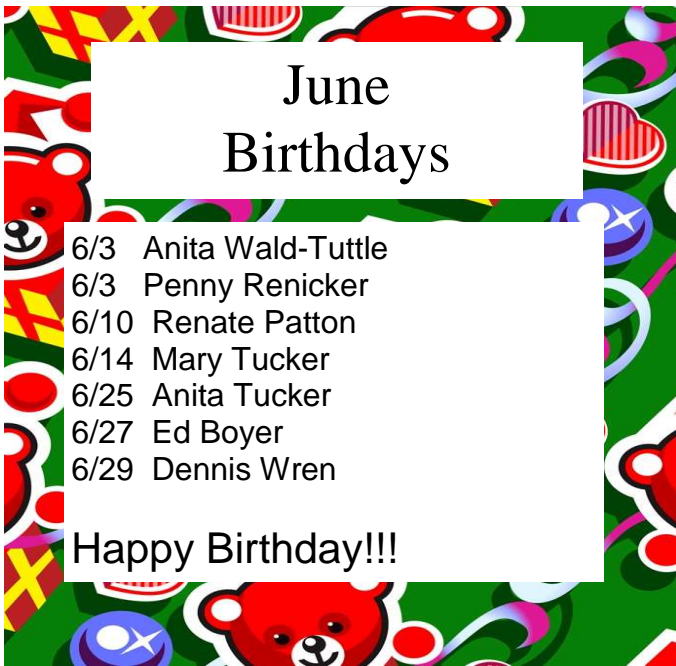 June
Birthdays
6/3 Anita Wald-Tuttle
6/3 Penny Renicker
6/10 Renate Patton
6/14 Mary Tucker
6/25 Anita Tucker
6/27 Ed Boyer
6/29 Dennis Wren
Happy Birthday!!!